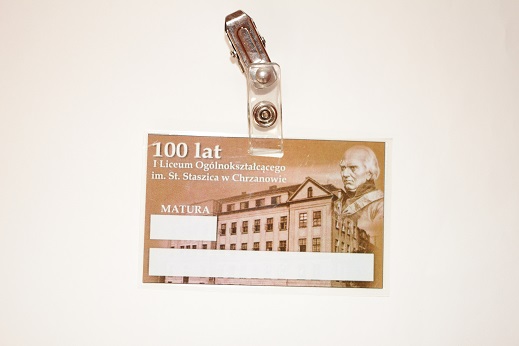 100 lat
I Liceum Ogólnokształcącego
im. St. Staszica w Chrzanowie
MATURA